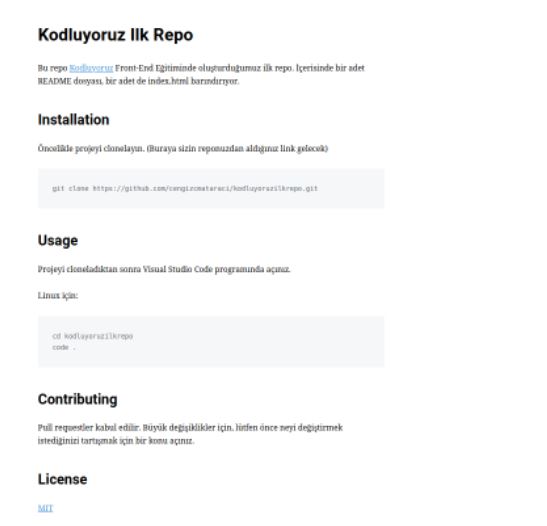 Kodluyoruz Ilk Repo
Bu repo Kodluyoruz Front-End Eğitiminde oluşturduğumuz ilk repo. İçerisinde bir adet
README dosyası, bir adet de index.html barındırıyor.
Installation
Öncelikle projeyi clonelayın. (Buraya sizin reponuzdan aldığınız link gelecek)
git clone https://github.com/cengizcmataraci/kodluyoruzilkrepo.git
Usage
Projeyi cloneladıktan sonra Visual Studio Code programında açınız.
Linux için:
cd kodluyoruzilkrepo
code .
Contributing
Pull requestler kabul edilir. Büyük değişiklikler için, lütfen önce neyi değiştirmek
istediğinizi tartışmak için bir konu açınız.
License
MIT